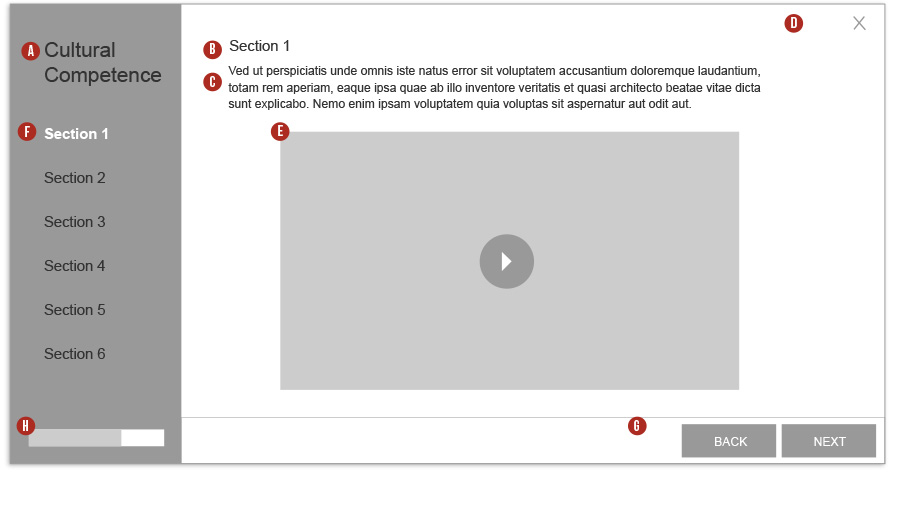 A
Cultural
Competence
F
Section 1
Section 2
Section 3
Section 4
Section 5
Section 6
H
D
X
B
Section 1
C
Ved ut perspiciatis unde omnis iste natus error sit voluptatem accusantium doloremque laudantium,
totam rem aperiam, eaque ipsa quae ab illo inventore veritatis et quasi architecto beatae vitae dicta
sunt explicabo. Nemo enim ipsam voluptatem quia voluptas sit aspernatur aut odit aut.
E
G
BACK
NEXT